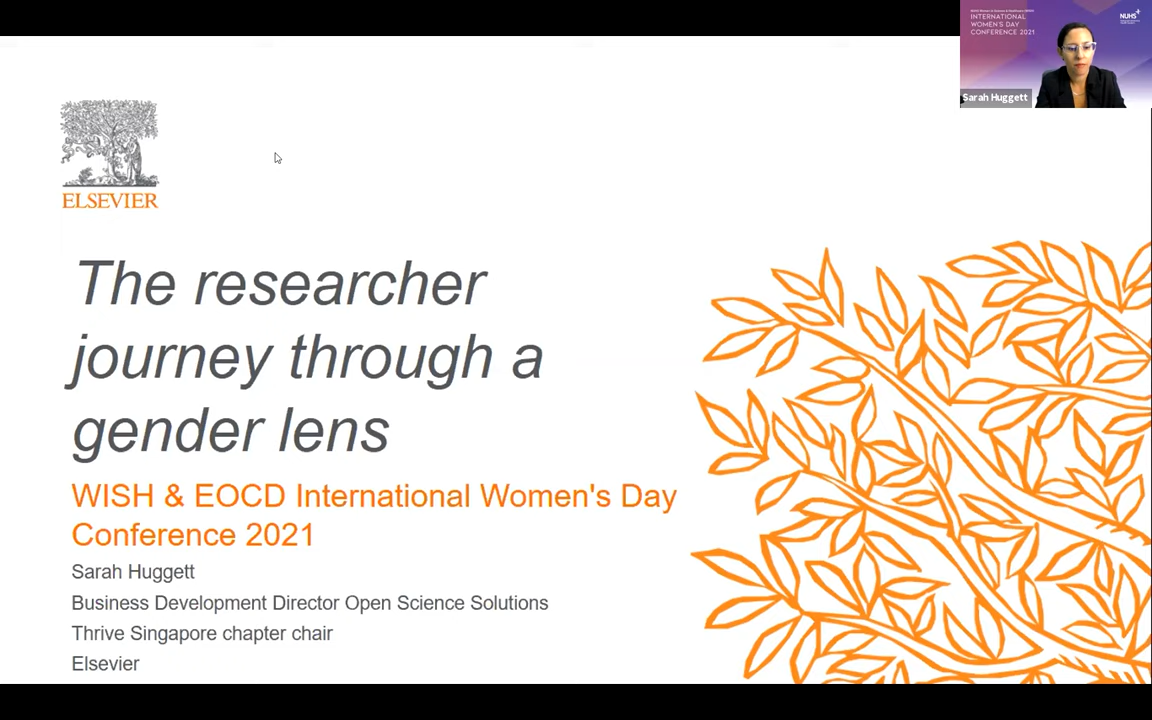 INTERNATIONAL
WOMEN'S DAY
CONFERENCE 2021
NUHS
Sarah Huggett
ELSEVIER
The researcher
journey through a
gender lens
WISH & EOCD International Women's Day
Conference 2021
Sarah Huggett
Business Development Director Open Science Solutions
Thrive Singapore chapter chair
Elsevier